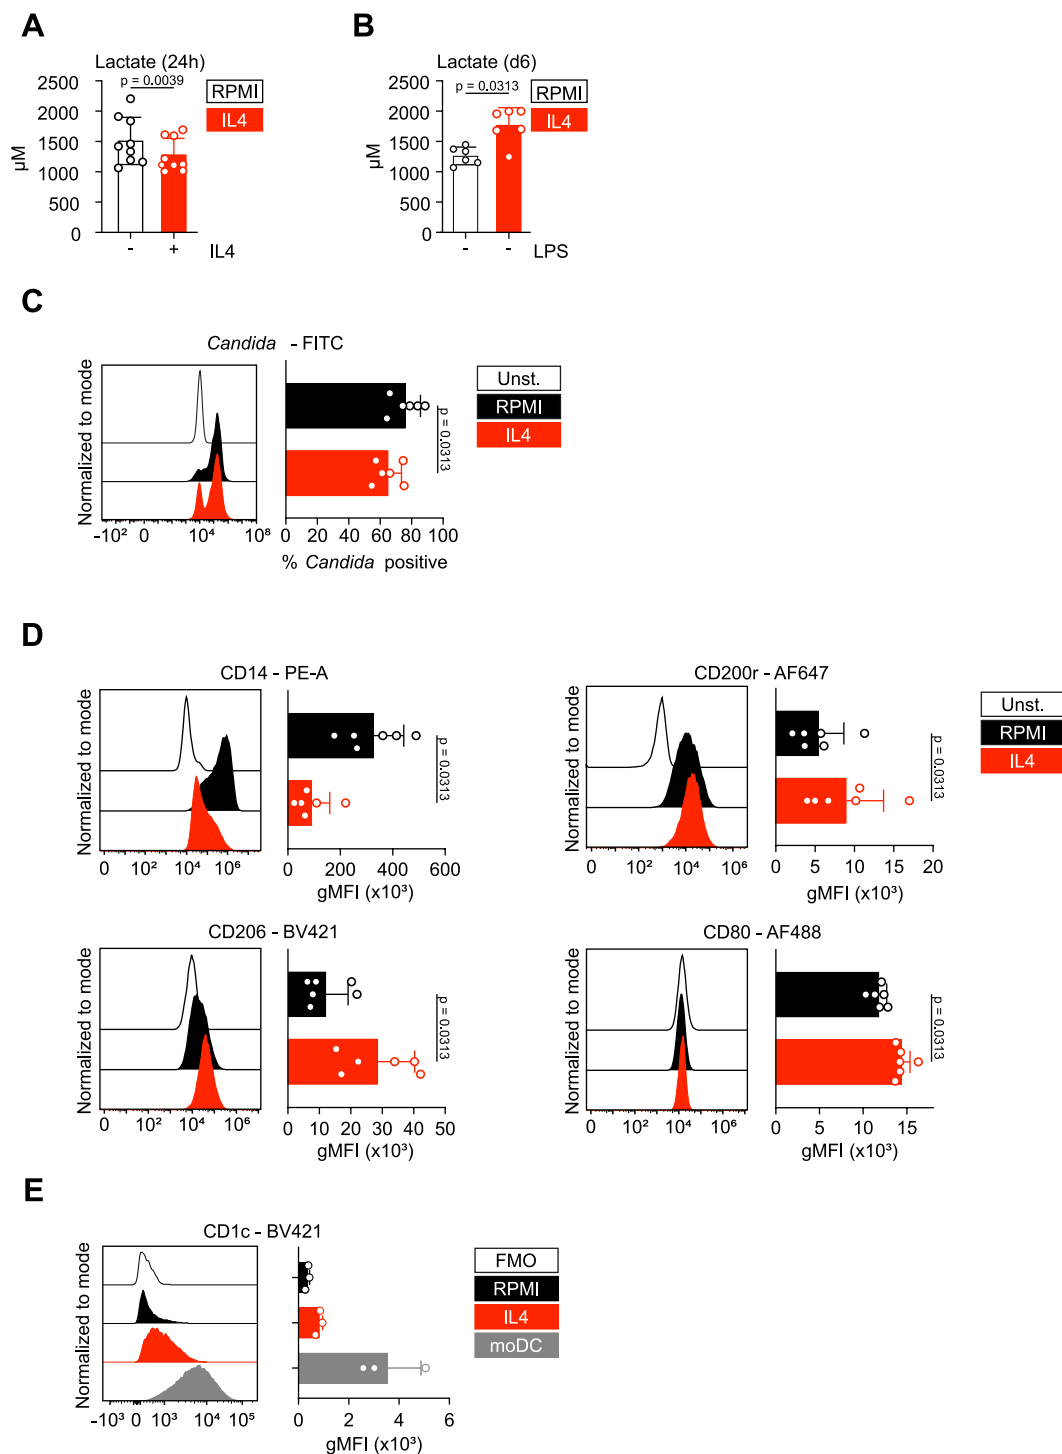 A
Lactate (24h)
p = 0.0039
RPMI
IL4
µM
2500
2000
1500
1000
500
0
- +
IL4
B
Lactate (d6)
p = 0.0313
RPMI
IL4
µM
2500
2000
1500
1000
500
0
- -
LPS
C
Candida - FITC
Normalized to mode
-10² 0 10⁴ 10⁸
p = 0.0313
0 20 40 60 80 100
% Candida positive
Unst.
RPMI
IL4
D
CD14 - PE-A
Normalized to mode
0 10² 10⁴ 10⁶
p = 0.0313
0 200 400 600
gMFI (x10³)
CD200r - AF647
Normalized to mode
0 10² 10⁴ 10⁶
p = 0.0313
0 5 10 15 20
gMFI (x10³)
Unst.
RPMI
IL4
CD206 - BV421
Normalized to mode
0 10² 10⁴ 10⁶
p = 0.0313
0 10 20 30 40 50
gMFI (x10³)
CD80 - AF488
Normalized to mode
0 10² 10⁴ 10⁶
p = 0.0313
0 5 10 15
gMFI (x10³)
E
CD1c - BV421
Normalized to mode
-10³ 0 10³ 10⁴ 10⁵
0 2 4 6
gMFI (x10³)
FMO
RPMI
IL4
moDC